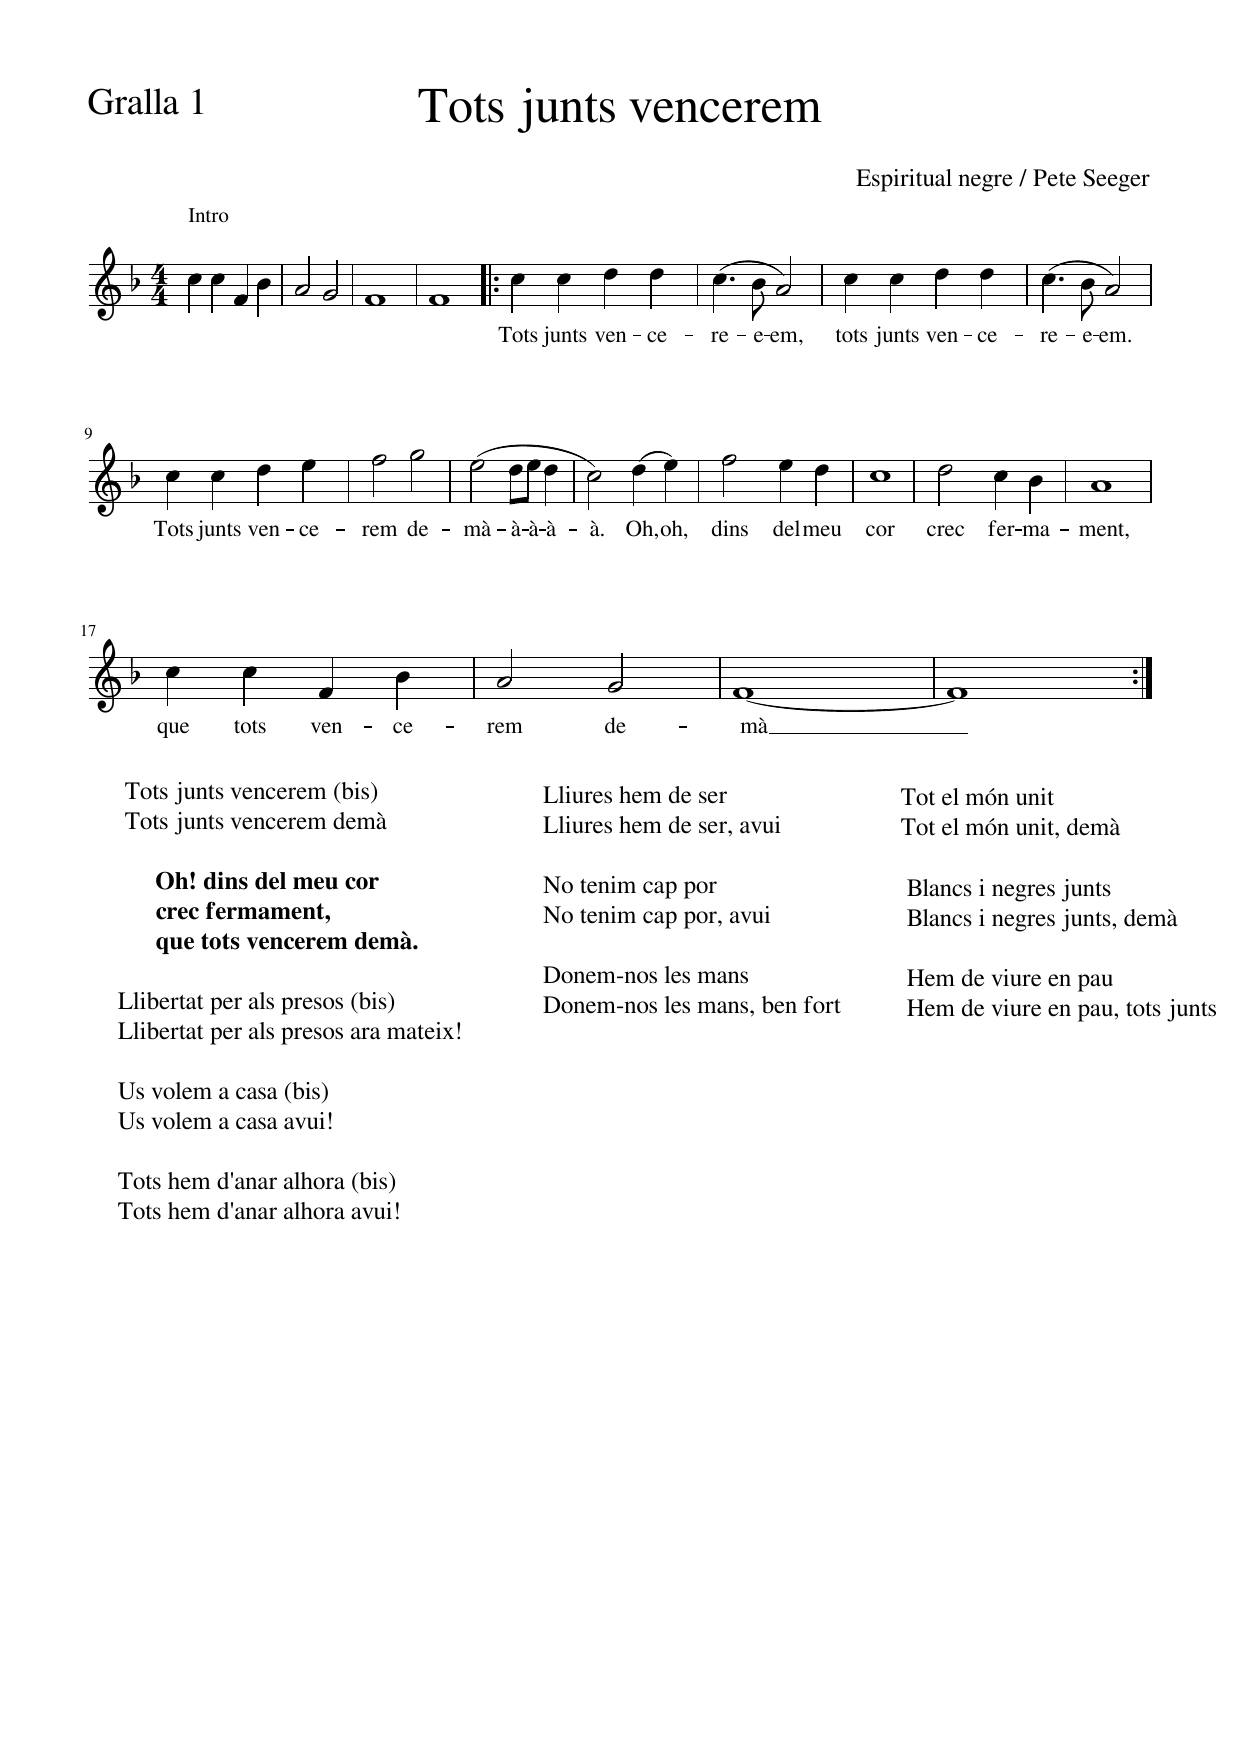 Gralla 1
Tots junts vencerem
Espiritual negre / Pete Seeger
Intro
4
4
Tots junts ven - ce - re - e-em, tots junts ven - ce - re - e-em.
9
Tots junts ven - ce - rem de - mà - à-à-à - à. Oh, oh, dins del meu cor crec fer-ma - ment,
17
que tots ven - ce - rem de - mà
Tots junts vencerem (bis)
Tots junts vencerem demà
Oh! dins del meu cor
crec fermament,
que tots vencerem demà.
Llibertat per als presos (bis)
Llibertat per als presos ara mateix!
Us volem a casa (bis)
Us volem a casa avui!
Tots hem d'anar alhora (bis)
Tots hem d'anar alhora avui!
Lliures hem de ser
Lliures hem de ser, avui
No tenim cap por
No tenim cap por, avui
Donem-nos les mans
Donem-nos les mans, ben fort
Tot el món unit
Tot el món unit, demà
Blancs i negres junts
Blancs i negres junts, demà
Hem de viure en pau
Hem de viure en pau, tots junts